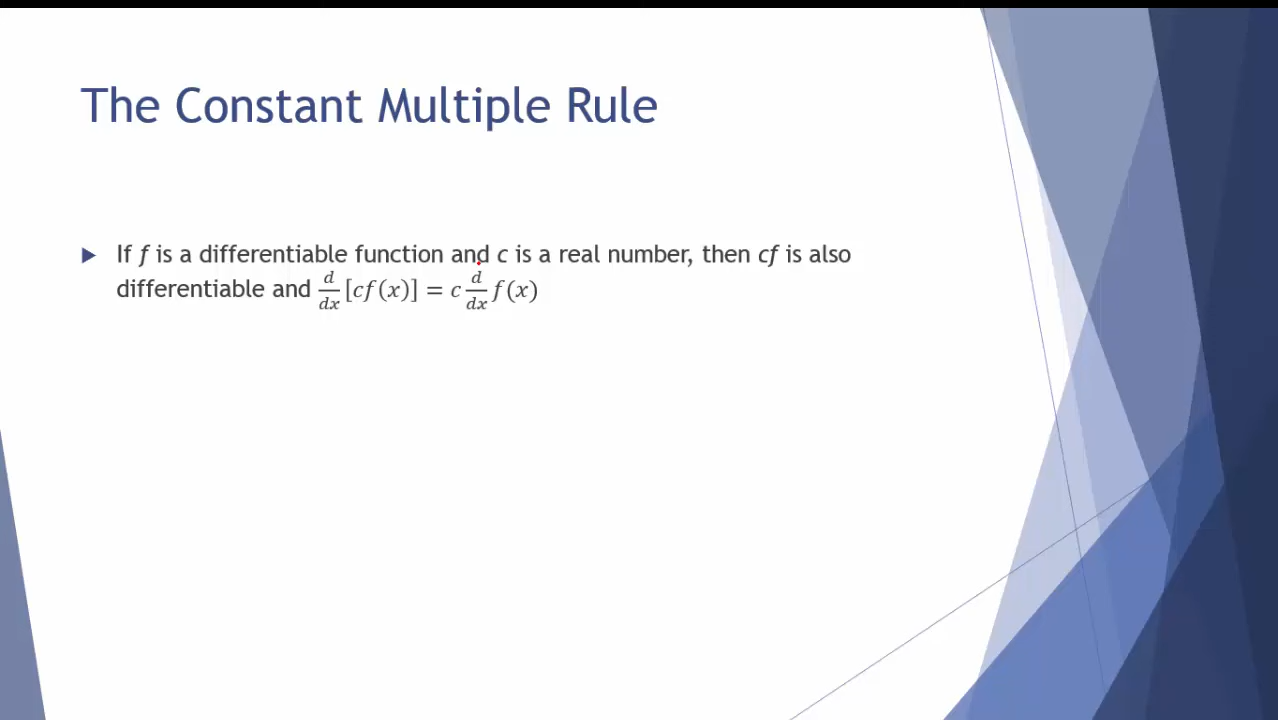 The Constant Multiple Rule
If f is a differentiable function and c is a real number, then cf is also
differentiable and d/dx [cf(x)] = c d/dx f(x)